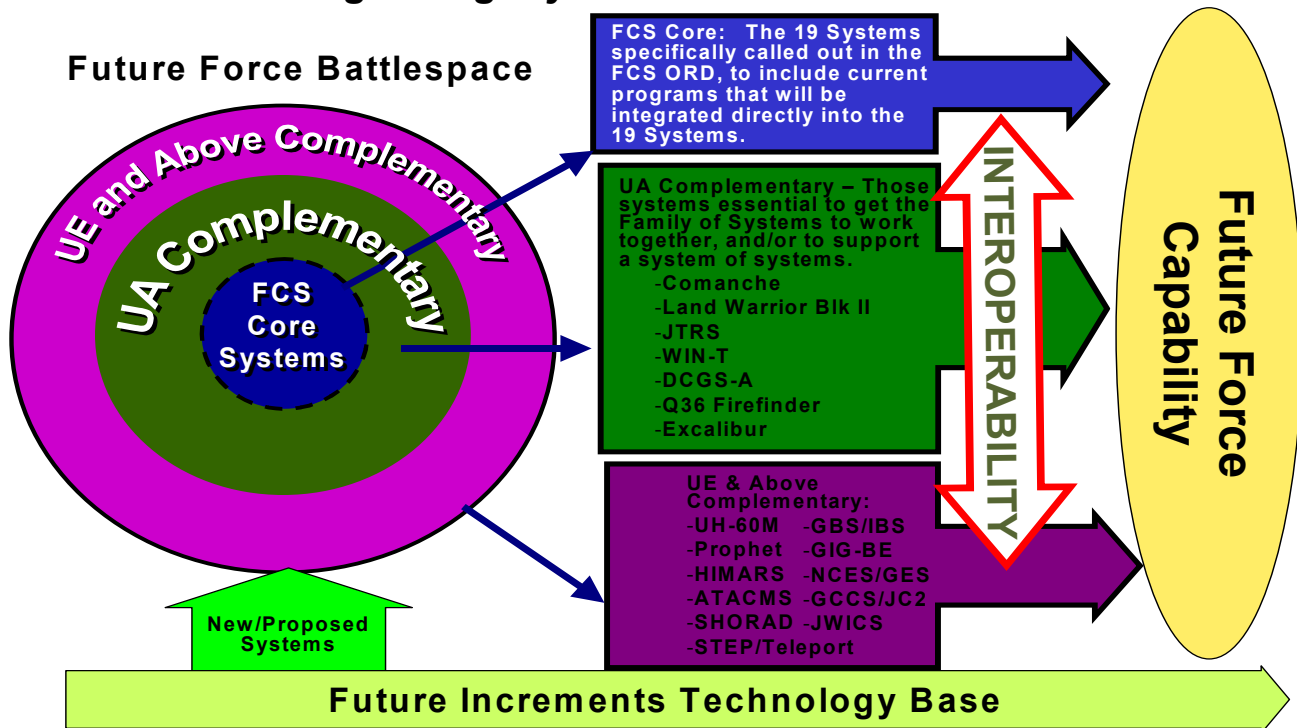 Future Force Battlespace
UE and Above Complementary
UA Complementary
FCS
Core
Systems
New/Proposed
Systems
FCS Core: The 19 Systems
specifically called out in the
FCS ORD, to include current
programs that will be
integrated directly into the
19 Systems.
UA Complementary – Those
systems essential to get the
Family of Systems to work
together, and/or to support
a system of systems.
-Comanche
-Land Warrior Blk II
-JTRS
-WIN-T
-DCGS-A
-Q36 Firefinder
-Excalibur
UE & Above
Complementary:
-UH-60M -GBS/IBS
-Prophet -GIG-BE
-HIMARS -NCES/GES
-ATACMS -GCCS/JC2
-SHORAD -JWICS
-STEP/Teleport
INTEROPERABILITY
Future Force
Capability
Future Increments Technology Base